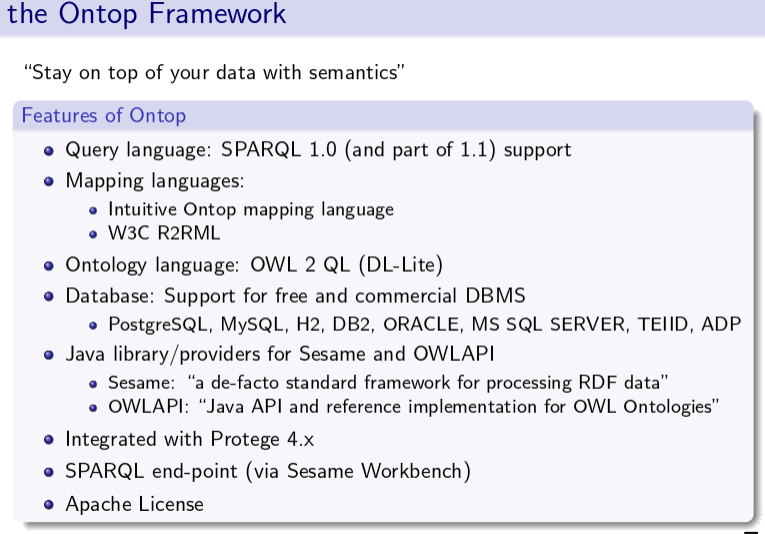 the Ontop Framework
“Stay on top of your data with semantics”
Features of Ontop
Query language: SPARQL 1.0 (and part of 1.1) support
Mapping languages:
Intuitive Ontop mapping language
W3C R2RML
Ontology language: OWL 2 QL (DL-Lite)
Database: Support for free and commercial DBMS
PostgreSQL, MySQL, H2, DB2, ORACLE, MS SQL SERVER, TEIID, ADP
Java library/providers for Sesame and OWLAPI
Sesame: “a de-facto standard framework for processing RDF data”
OWLAPI: “Java API and reference implementation for OWL Ontologies”
Integrated with Protege 4.x
SPARQL end-point (via Sesame Workbench)
Apache License